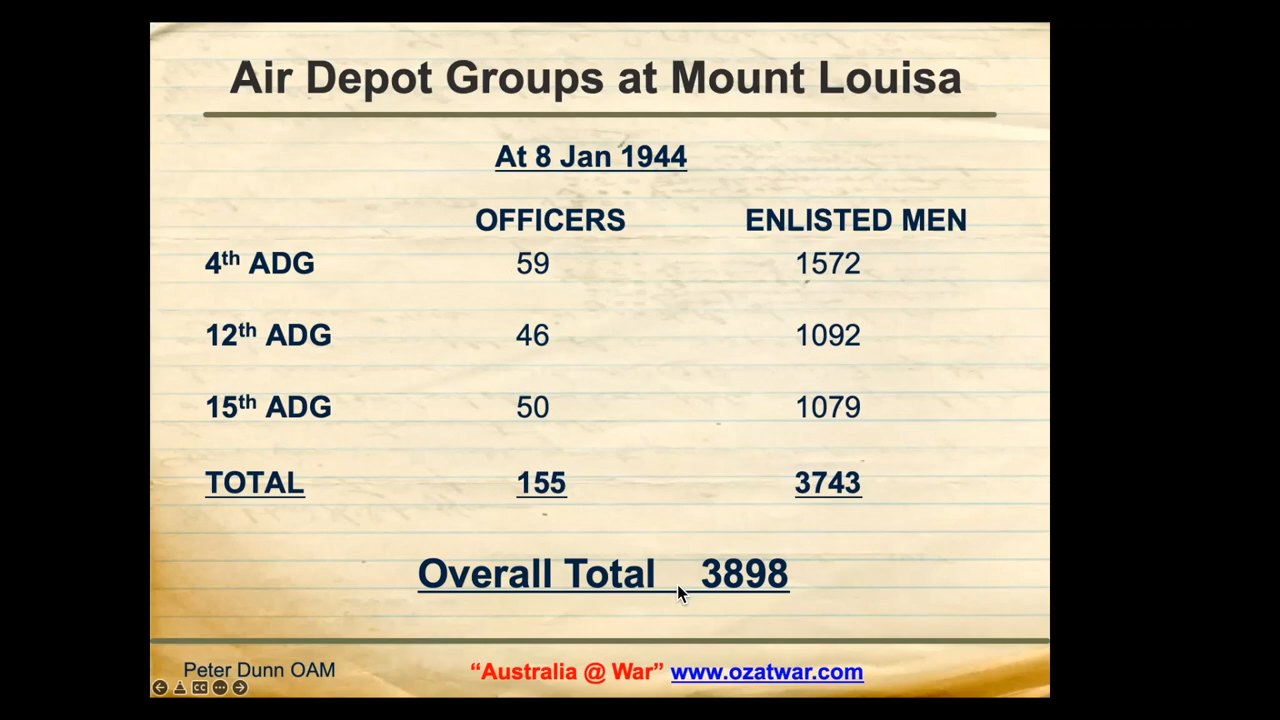 Air Depot Groups at Mount Louisa
At 8 Jan 1944
OFFICERS ENLISTED MEN
4th ADG 59 1572
12th ADG 46 1092
15th ADG 50 1079
TOTAL 155 3743
Overall Total 3898
Peter Dunn OAM “Australia @ War” www.ozatwar.com
CC